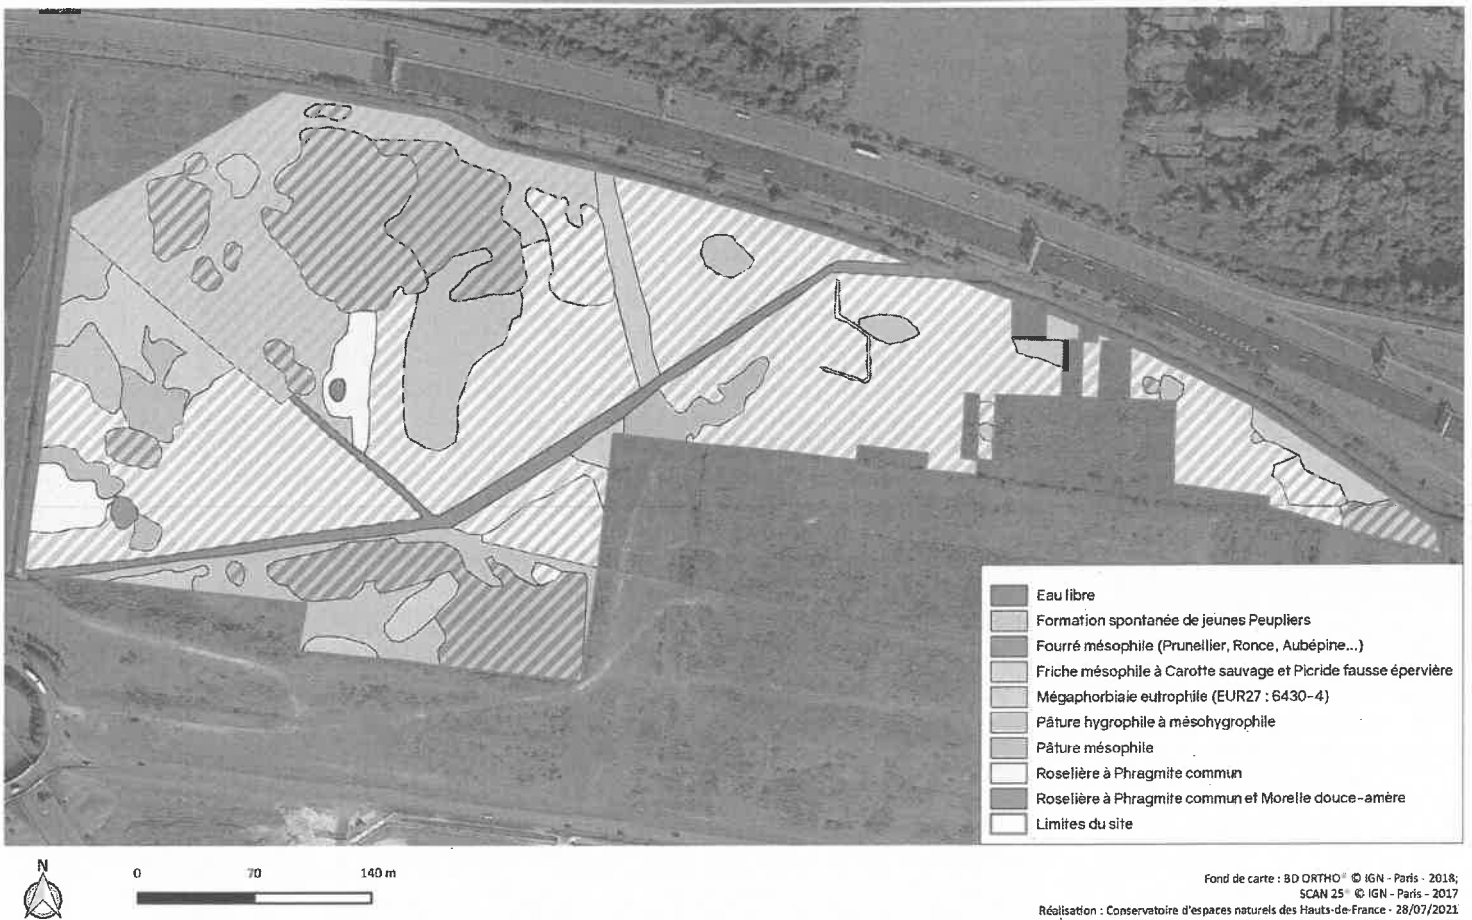 Eau libre
Formation spontanée de jeunes Peupliers
Fourré mésophile (Prunellier, Ronce, Aubépine...)
Friche mésophile à Carotte sauvage et Picride fausse épervière
Mégaphorbiaie eutrophile (EUR27 : 6430-4)
Pâture hygrophile à mésohygrophile
Pâture mésophile
Roselière à Phragmite commun
Roselière à Phragmite commun et Morelle douce-amère
Limites du site
N
0 70 140 m
Fond de carte : BD ORTHO® © IGN - Paris - 2018;
SCAN 25® © IGN - Paris - 2017
Réalisation : Conservatoire d'espaces naturels des Hauts-de-France - 28/07/2021